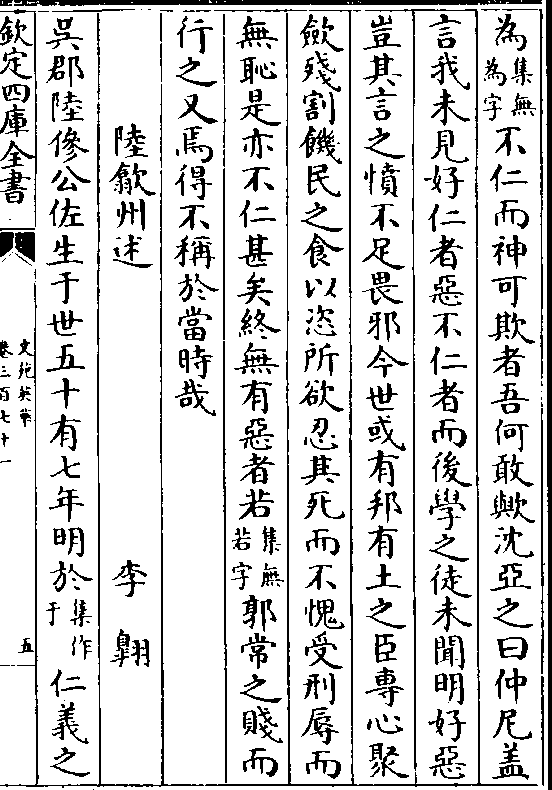 為集無為字不仁而神可欺者吾何敢歟沈亞之曰仲尼盖
言我未見好仁者惡不仁者而後學之徒未聞明好惡
豈其言之憤不足畏邪今世或有邦有土之臣專心聚
斂殘割饑民之食以恣所欲忍其死而不愧受刑辱而
無恥是亦不仁甚矣終無有惡者若集無若字郭常之賤而
行之又焉得不稱於當時哉
陸歙州述 李翺
吳郡陸傪公佐生于世五十有七年明於集作于仁義之
欽定四庫全書
文苑英華
卷三百七十一
五